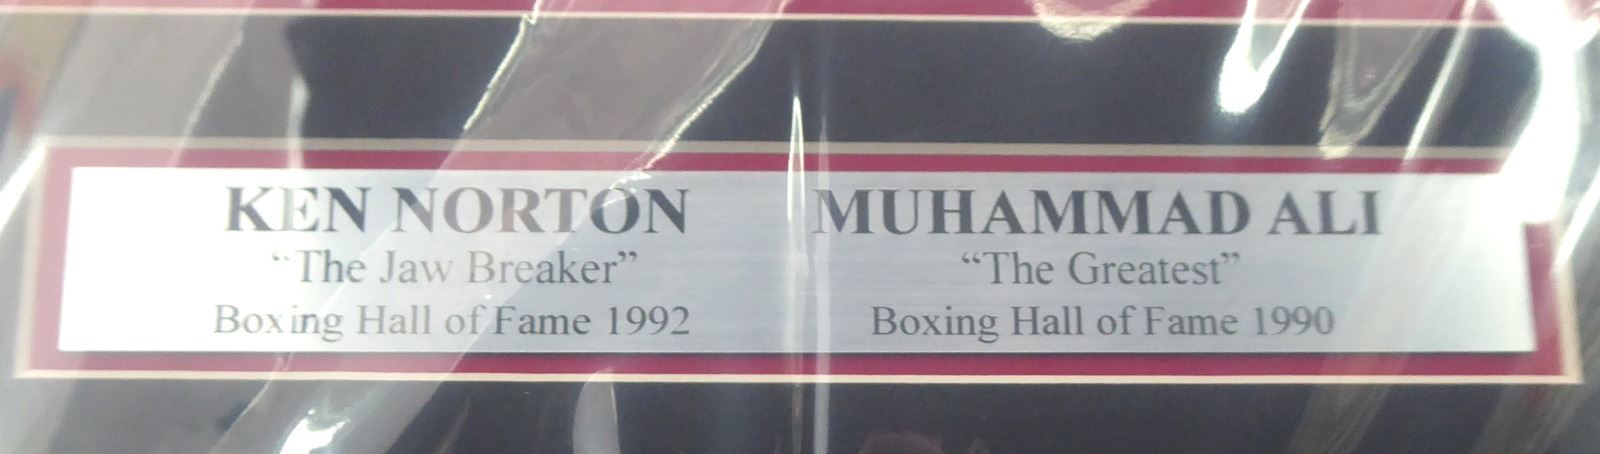 KEN NORTON
"The Jaw Breaker"
Boxing Hall of Fame 1992
MUHAMMAD ALI
"The Greatest"
Boxing Hall of Fame 1990